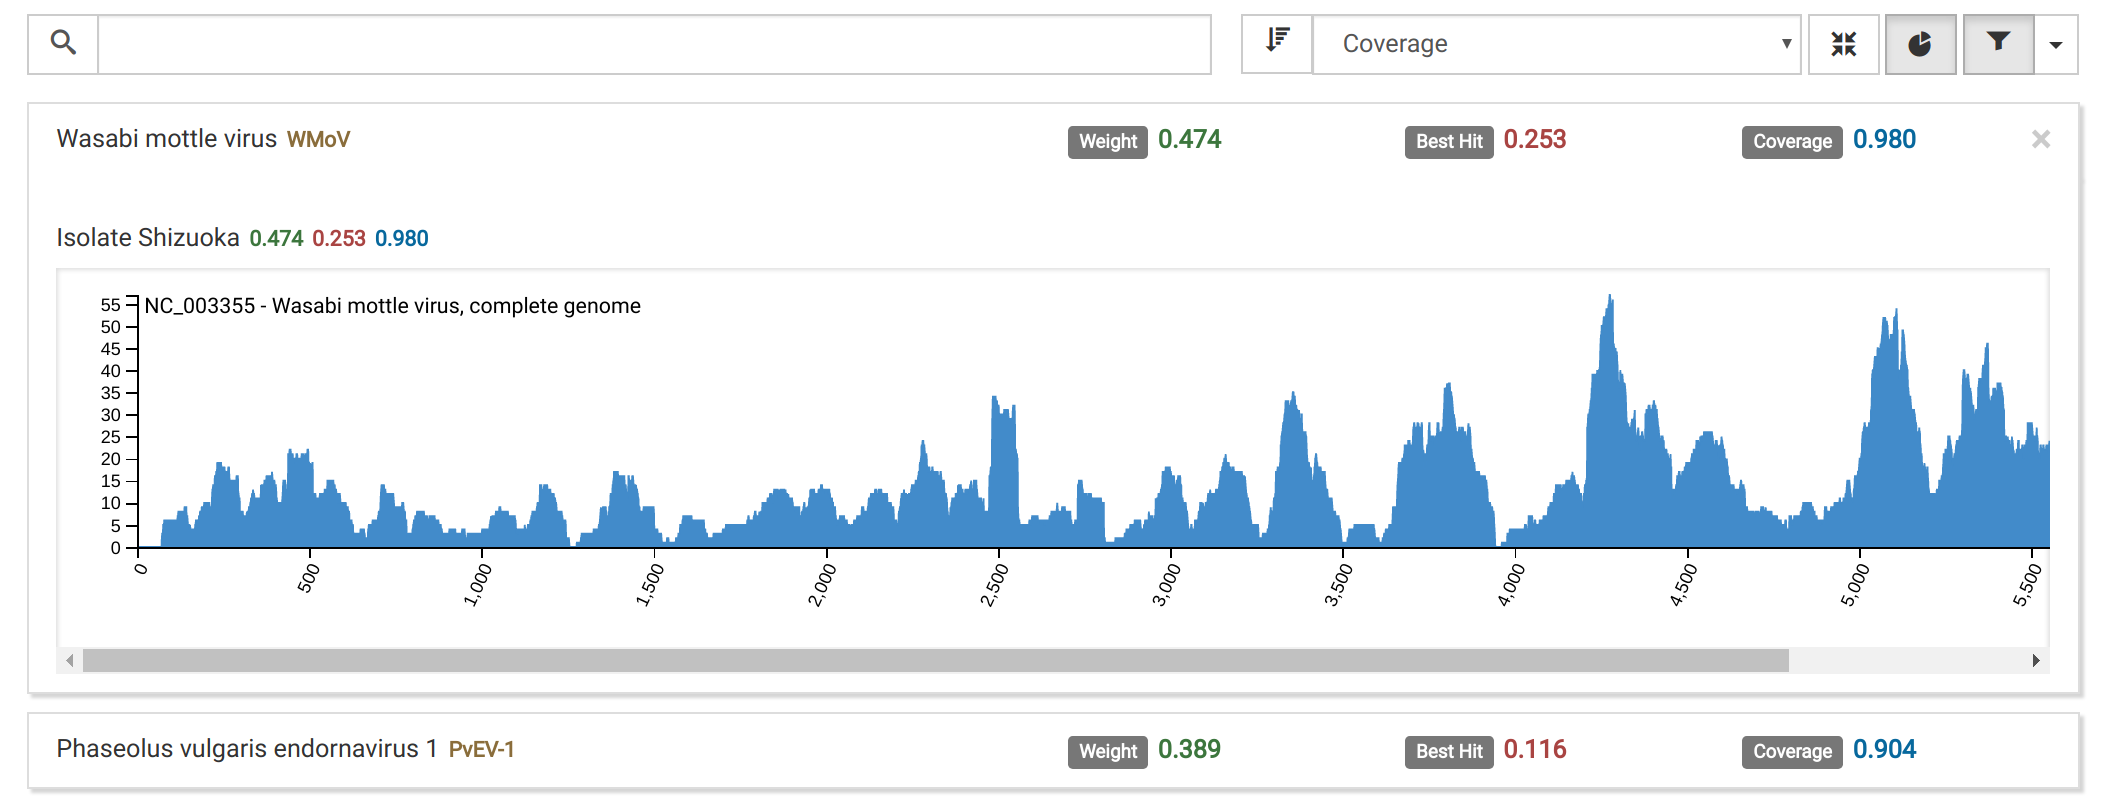 Coverage
Wasabi mottle virus WMoV Weight 0.474 Best Hit 0.253 Coverage 0.980 ×
Isolate Shizuoka 0.474 0.253 0.980
NC_003355 - Wasabi mottle virus, complete genome
55
50
45
40
35
30
25
20
15
10
5
0
0 500 1,000 1,500 2,000 2,500 3,000 3,500 4,000 4,500 5,000 5,500
Phaseolus vulgaris endornavirus 1 PvEV-1 Weight 0.389 Best Hit 0.116 Coverage 0.904